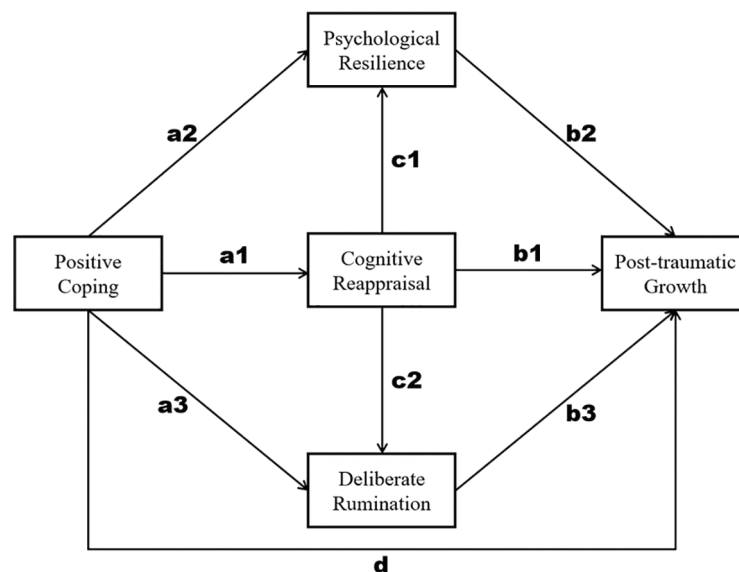 Psychological
Resilience
a2
b2
c1
Positive
Coping
a1
Cognitive
Reappraisal
b1
Post-traumatic
Growth
a3
c2
b3
Deliberate
Rumination
d